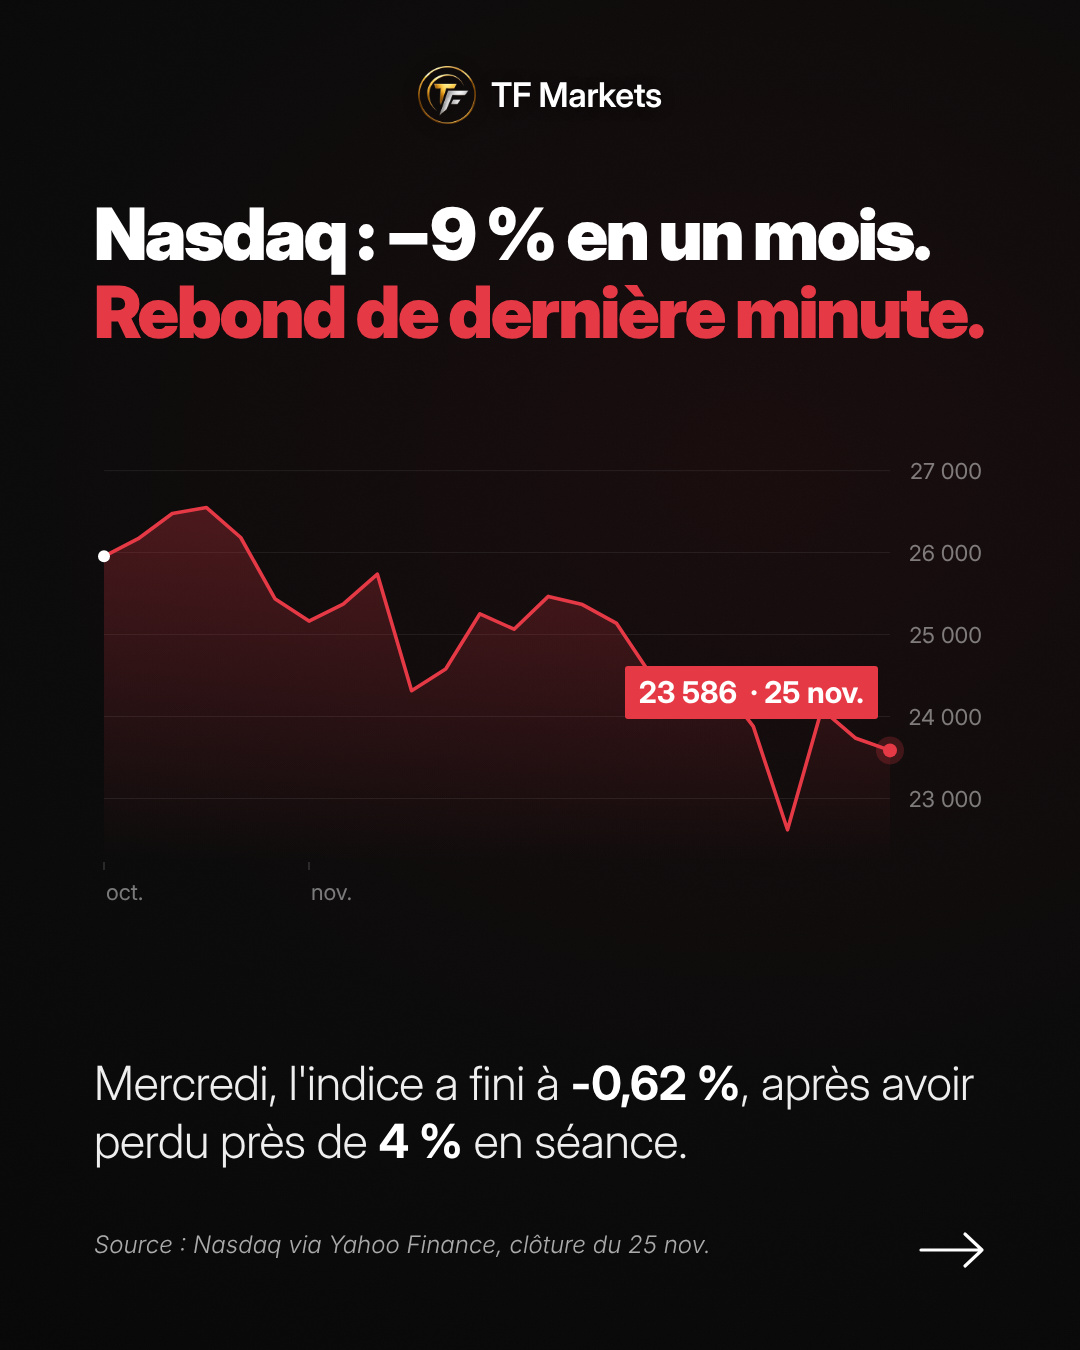 TF Markets
Nasdaq : –9 % en un mois.
Rebond de dernière minute.
27 000
26 000
25 000
23 586 · 25 nov.
24 000
23 000
oct.
nov.
Mercredi, l'indice a fini à -0,62 %, après avoir
perdu près de 4 % en séance.
Source : Nasdaq via Yahoo Finance, clôture du 25 nov.